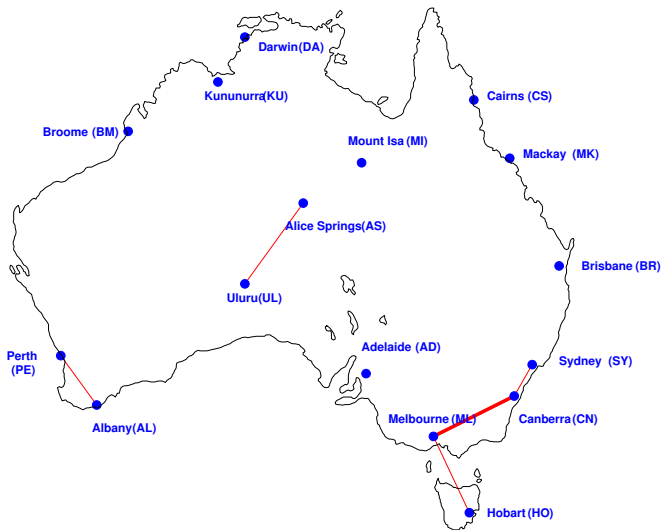 Darwin(DA)
Kununurra(KU)
Cairns (CS)
Broome (BM)
Mount Isa (MI)
Mackay (MK)
Alice Springs(AS)
Brisbane (BR)
Uluru(UL)
Perth
(PE)
Adelaide (AD)
Sydney (SY)
Albany(AL)
Melbourne (ML)
Canberra(CN)
Hobart (HO)